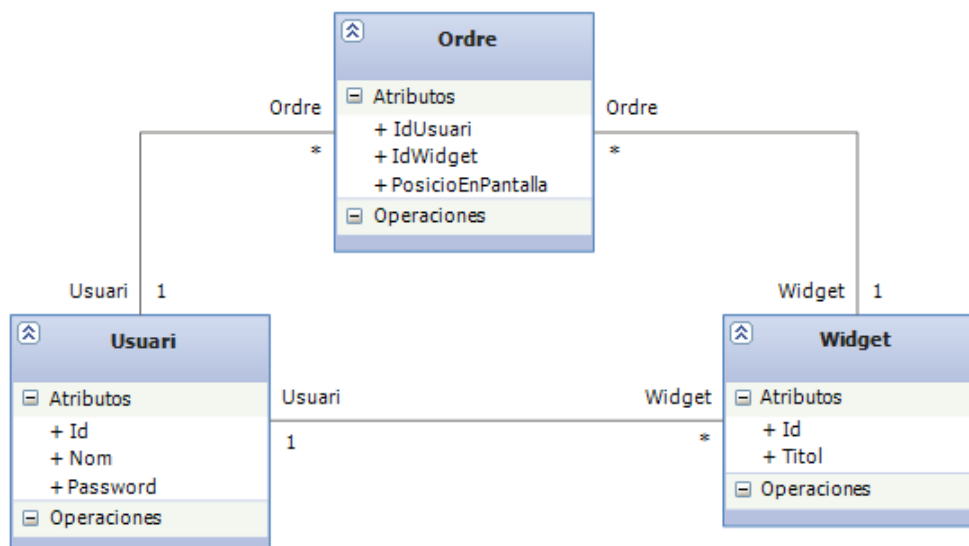 Ordre
Atributos
+ IdUsuari
+ IdWidget
+ PosicioEnPantalla
Operaciones
Ordre
*
Ordre
*
Usuari 1
Widget 1
Usuari
Atributos
+ Id
+ Nom
+ Password
Operaciones
Usuari
1
Widget
*
Widget
Atributos
+ Id
+ Titol
Operaciones